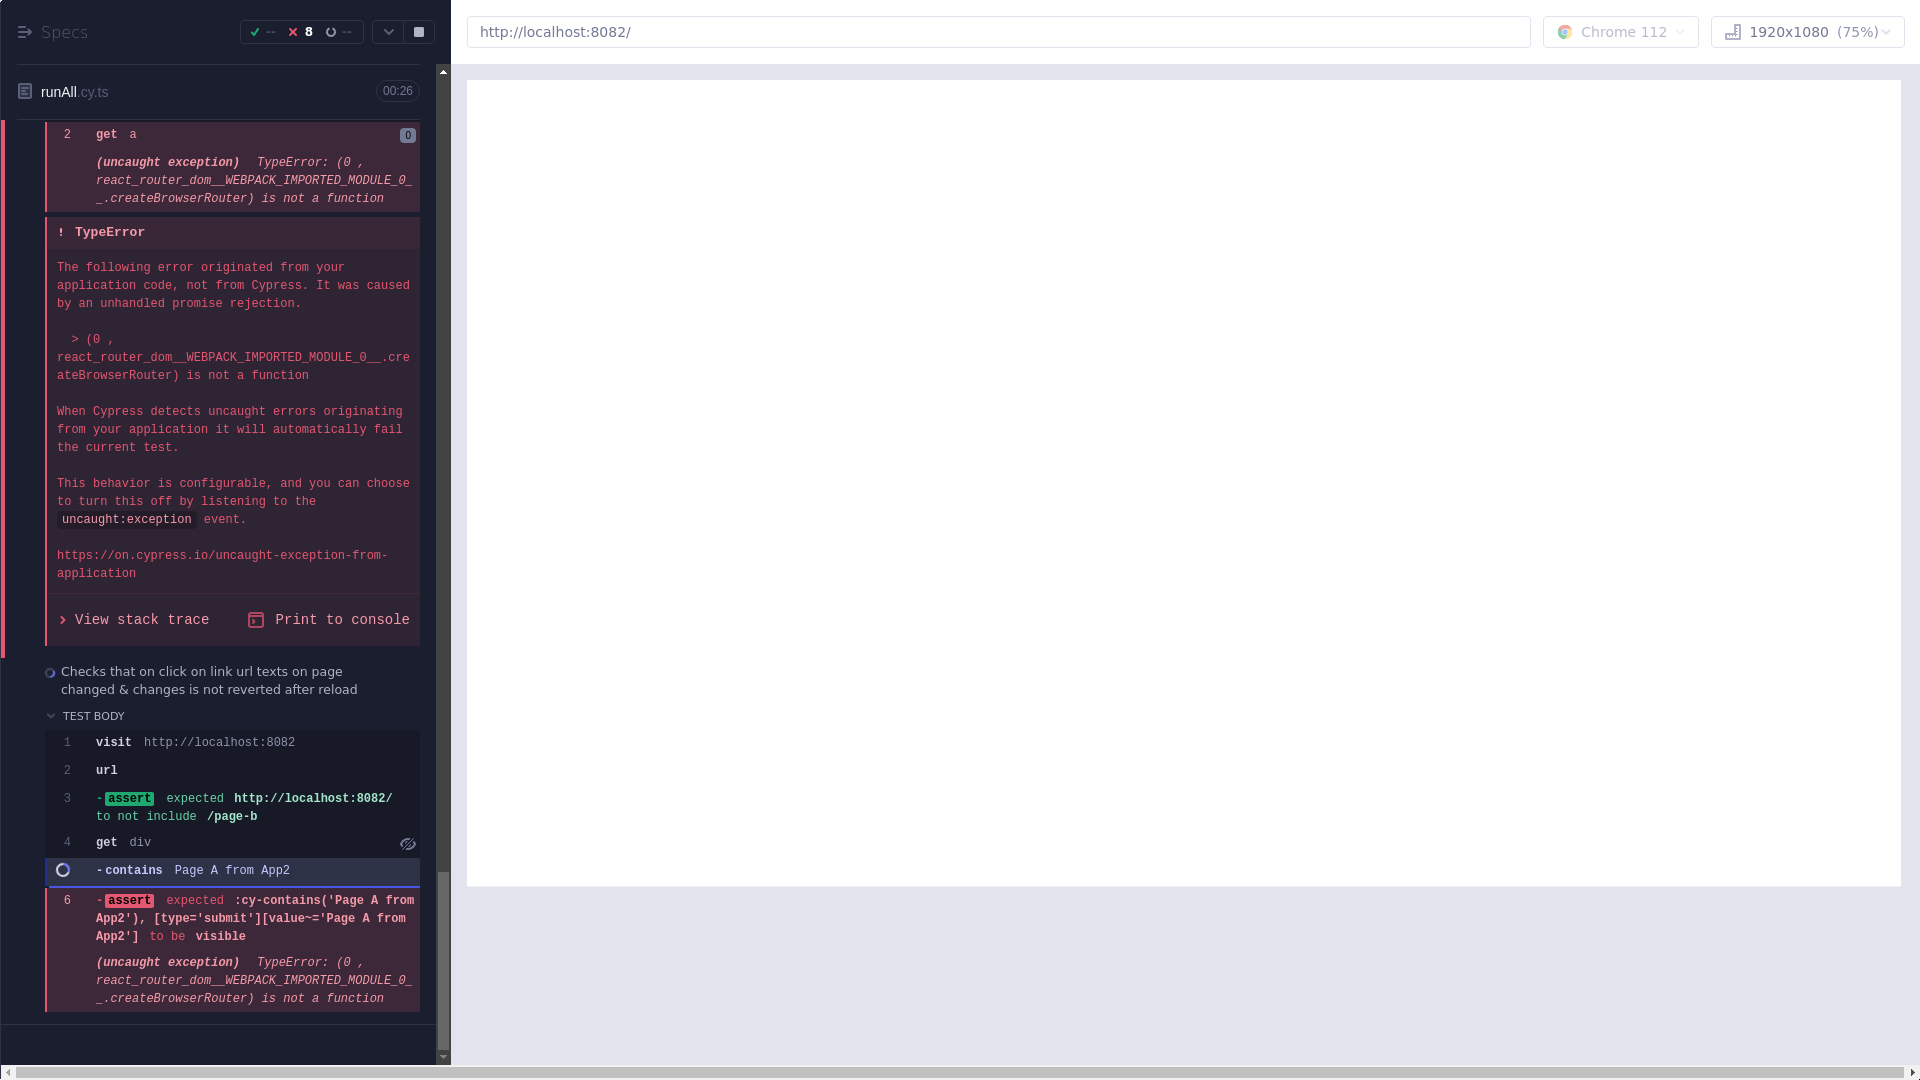 Specs
-- 8 --
http://localhost:8082/
Chrome 112
1920x1080 (75%)
runAll.cy.ts
00:26
2 get a 0
(uncaught exception) TypeError: (0 ,
react_router_dom__WEBPACK_IMPORTED_MODULE_0_
_.createBrowserRouter) is not a function
! TypeError
The following error originated from your
application code, not from Cypress. It was caused
by an unhandled promise rejection.
> (0 ,
react_router_dom__WEBPACK_IMPORTED_MODULE_0__.cre
ateBrowserRouter) is not a function
When Cypress detects uncaught errors originating
from your application it will automatically fail
the current test.
This behavior is configurable, and you can choose
to turn this off by listening to the
uncaught:exception event.
https://on.cypress.io/uncaught-exception-from-
application
View stack trace
Print to console
Checks that on click on link url texts on page
changed & changes is not reverted after reload
TEST BODY
1 visit http://localhost:8082
2 url
3 -assert expected http://localhost:8082/
to not include /page-b
4 get div
-contains Page A from App2
6 -assert expected :cy-contains('Page A from
App2'), [type='submit'][value~='Page A from
App2'] to be visible
(uncaught exception) TypeError: (0 ,
react_router_dom__WEBPACK_IMPORTED_MODULE_0_
_.createBrowserRouter) is not a function